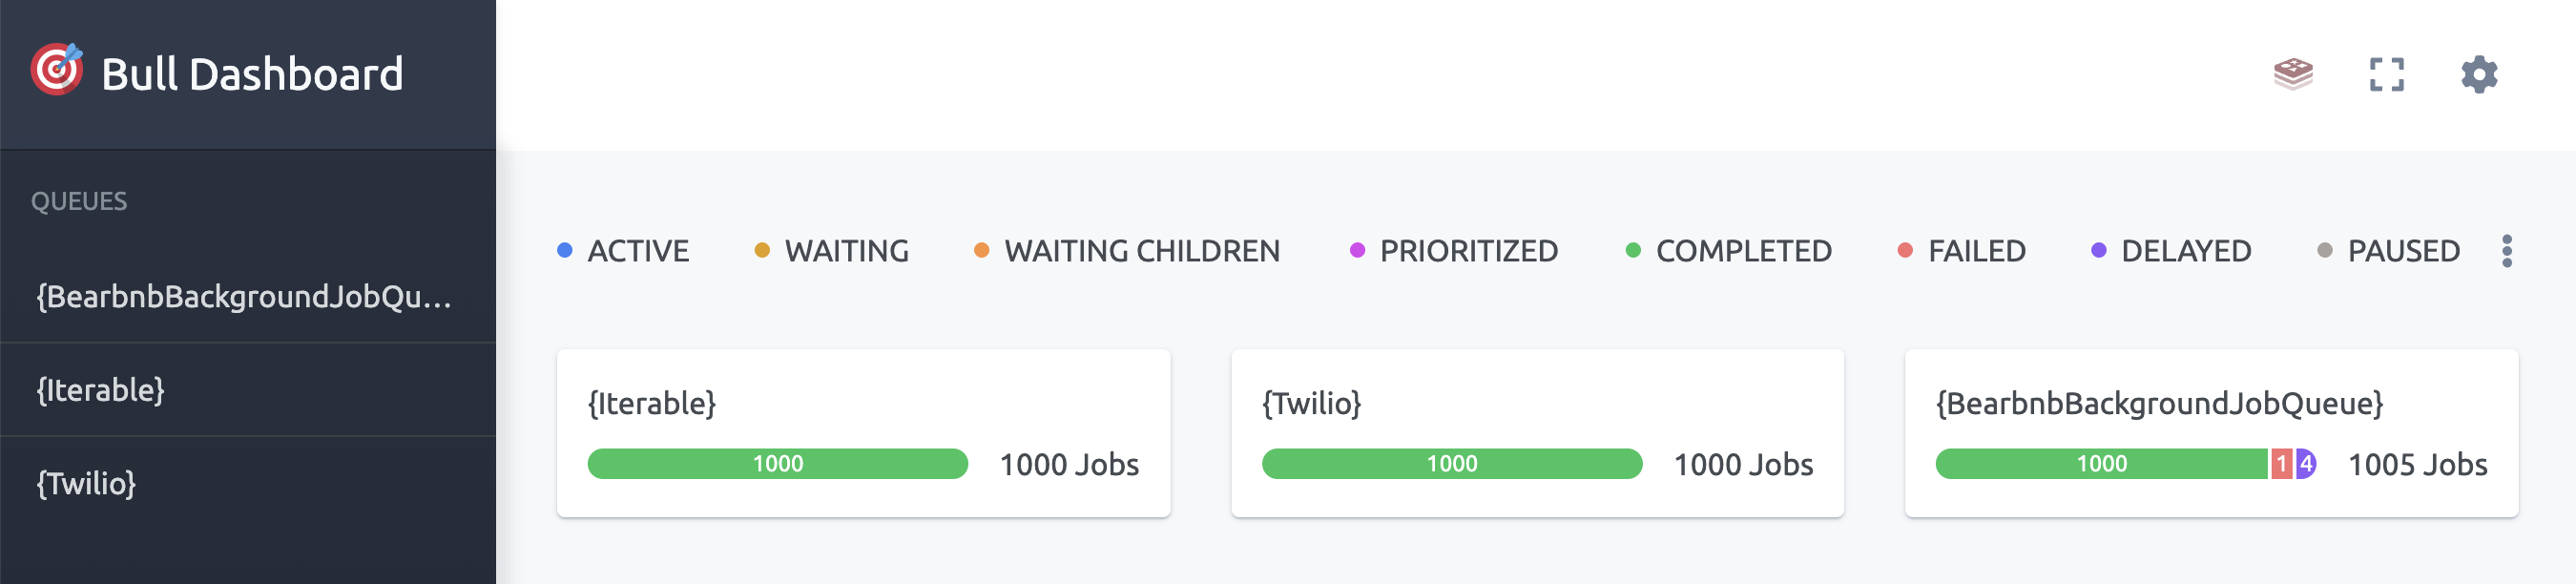 Bull Dashboard
QUEUES
{BearbnbBackgroundJobQu...
{Iterable}
{Twilio}
ACTIVE WAITING WAITING CHILDREN PRIORITIZED COMPLETED FAILED DELAYED PAUSED
{Iterable}
1000 1000 Jobs
{Twilio}
1000 1000 Jobs
{BearbnbBackgroundJobQueue}
1000 1 4 1005 Jobs